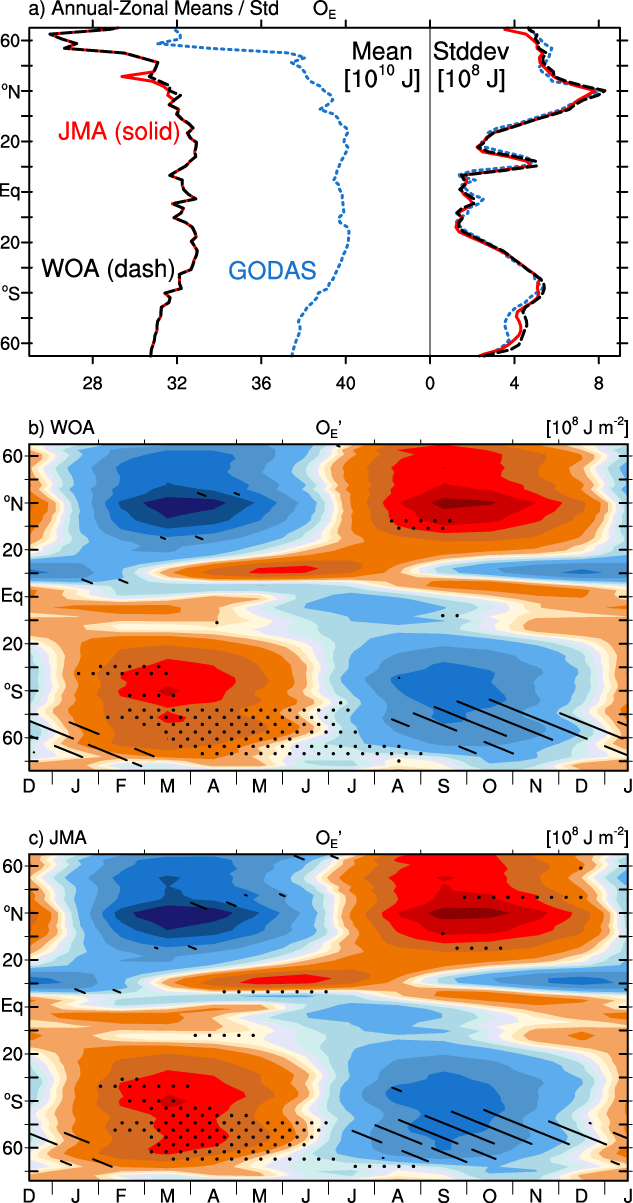 a) Annual-Zonal Means / Std O_E
60
°N
20
Eq
20
°S
60
Mean
[10^10 J]
Stddev
[10^8 J]
JMA (solid)
WOA (dash)
GODAS
28 32 36 40 0 4 8
b) WOA O_E' [10^8 J m^-2]
60
°N
20
Eq
20
°S
60
D J F M A M J J A S O N D J
c) JMA O_E' [10^8 J m^-2]
60
°N
20
Eq
20
°S
60
D J F M A M J J A S O N D J